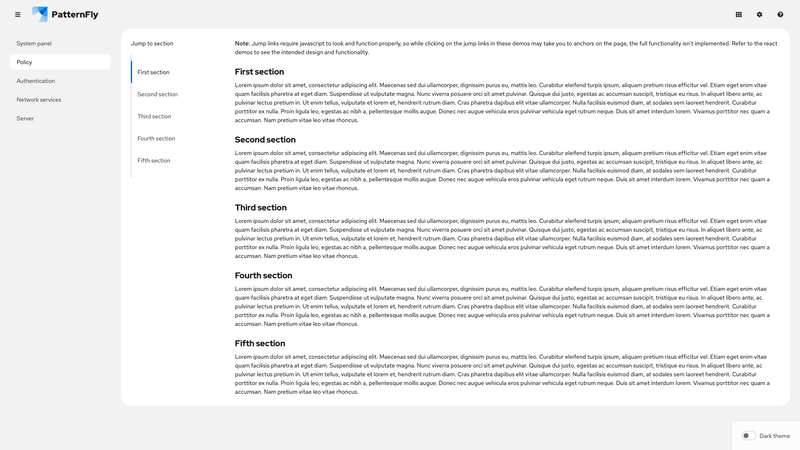 PatternFly
System panel
Policy
Authentication
Network services
Server
Jump to section
First section
Second section
Third section
Fourth section
Fifth section
Note: Jump links require javascript to look and function properly, so while clicking on the jump links in these demos may take you to anchors on the page, the full functionality isn't implemented. Refer to the react
demos to see the intended design and functionality.
First section
Lorem ipsum dolor sit amet, consectetur adipiscing elit. Maecenas sed dui ullamcorper, dignissim purus eu, mattis leo. Curabitur eleifend turpis ipsum, aliquam pretium risus efficitur vel. Etiam eget enim vitae
quam facilisis pharetra at eget diam. Suspendisse ut vulputate magna. Nunc viverra posuere orci sit amet pulvinar. Quisque dui justo, egestas ac accumsan suscipit, tristique eu risus. In aliquet libero ante, ac
pulvinar lectus pretium in. Ut enim tellus, vulputate et lorem et, hendrerit rutrum diam. Cras pharetra dapibus elit vitae ullamcorper. Nulla facilisis euismod diam, at sodales sem laoreet hendrerit. Curabitur
porttitor ex nulla. Proin ligula leo, egestas ac nibh a, pellentesque mollis augue. Donec nec augue vehicula eros pulvinar vehicula eget rutrum neque. Duis sit amet interdum lorem. Vivamus porttitor nec quam a
accumsan. Nam pretium vitae leo vitae rhoncus.
Second section
Lorem ipsum dolor sit amet, consectetur adipiscing elit. Maecenas sed dui ullamcorper, dignissim purus eu, mattis leo. Curabitur eleifend turpis ipsum, aliquam pretium risus efficitur vel. Etiam eget enim vitae
quam facilisis pharetra at eget diam. Suspendisse ut vulputate magna. Nunc viverra posuere orci sit amet pulvinar. Quisque dui justo, egestas ac accumsan suscipit, tristique eu risus. In aliquet libero ante, ac
pulvinar lectus pretium in. Ut enim tellus, vulputate et lorem et, hendrerit rutrum diam. Cras pharetra dapibus elit vitae ullamcorper. Nulla facilisis euismod diam, at sodales sem laoreet hendrerit. Curabitur
porttitor ex nulla. Proin ligula leo, egestas ac nibh a, pellentesque mollis augue. Donec nec augue vehicula eros pulvinar vehicula eget rutrum neque. Duis sit amet interdum lorem. Vivamus porttitor nec quam a
accumsan. Nam pretium vitae leo vitae rhoncus.
Third section
Lorem ipsum dolor sit amet, consectetur adipiscing elit. Maecenas sed dui ullamcorper, dignissim purus eu, mattis leo. Curabitur eleifend turpis ipsum, aliquam pretium risus efficitur vel. Etiam eget enim vitae
quam facilisis pharetra at eget diam. Suspendisse ut vulputate magna. Nunc viverra posuere orci sit amet pulvinar. Quisque dui justo, egestas ac accumsan suscipit, tristique eu risus. In aliquet libero ante, ac
pulvinar lectus pretium in. Ut enim tellus, vulputate et lorem et, hendrerit rutrum diam. Cras pharetra dapibus elit vitae ullamcorper. Nulla facilisis euismod diam, at sodales sem laoreet hendrerit. Curabitur
porttitor ex nulla. Proin ligula leo, egestas ac nibh a, pellentesque mollis augue. Donec nec augue vehicula eros pulvinar vehicula eget rutrum neque. Duis sit amet interdum lorem. Vivamus porttitor nec quam a
accumsan. Nam pretium vitae leo vitae rhoncus.
Fourth section
Lorem ipsum dolor sit amet, consectetur adipiscing elit. Maecenas sed dui ullamcorper, dignissim purus eu, mattis leo. Curabitur eleifend turpis ipsum, aliquam pretium risus efficitur vel. Etiam eget enim vitae
quam facilisis pharetra at eget diam. Suspendisse ut vulputate magna. Nunc viverra posuere orci sit amet pulvinar. Quisque dui justo, egestas ac accumsan suscipit, tristique eu risus. In aliquet libero ante, ac
pulvinar lectus pretium in. Ut enim tellus, vulputate et lorem et, hendrerit rutrum diam. Cras pharetra dapibus elit vitae ullamcorper. Nulla facilisis euismod diam, at sodales sem laoreet hendrerit. Curabitur
porttitor ex nulla. Proin ligula leo, egestas ac nibh a, pellentesque mollis augue. Donec nec augue vehicula eros pulvinar vehicula eget rutrum neque. Duis sit amet interdum lorem. Vivamus porttitor nec quam a
accumsan. Nam pretium vitae leo vitae rhoncus.
Fifth section
Lorem ipsum dolor sit amet, consectetur adipiscing elit. Maecenas sed dui ullamcorper, dignissim purus eu, mattis leo. Curabitur eleifend turpis ipsum, aliquam pretium risus efficitur vel. Etiam eget enim vitae
quam facilisis pharetra at eget diam. Suspendisse ut vulputate magna. Nunc viverra posuere orci sit amet pulvinar. Quisque dui justo, egestas ac accumsan suscipit, tristique eu risus. In aliquet libero ante, ac
pulvinar lectus pretium in. Ut enim tellus, vulputate et lorem et, hendrerit rutrum diam. Cras pharetra dapibus elit vitae ullamcorper. Nulla facilisis euismod diam, at sodales sem laoreet hendrerit. Curabitur
porttitor ex nulla. Proin ligula leo, egestas ac nibh a, pellentesque mollis augue. Donec nec augue vehicula eros pulvinar vehicula eget rutrum neque. Duis sit amet interdum lorem. Vivamus porttitor nec quam a
accumsan. Nam pretium vitae leo vitae rhoncus.
Dark theme